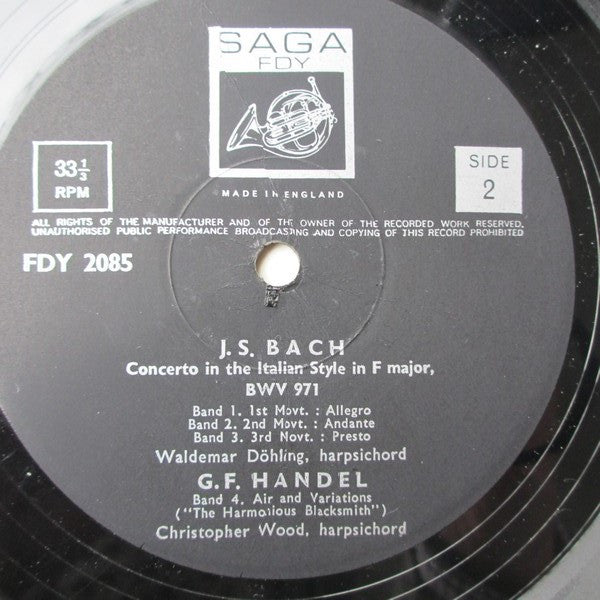 SAGA
FDY
33⅓
RPM
SIDE
2
MADE IN ENGLAND
ALL RIGHTS OF THE MANUFACTURER AND OF THE OWNER OF THE RECORDED WORK RESERVED.
UNAUTHORISED PUBLIC PERFORMANCE BROADCASTING AND COPYING OF THIS RECORD PROHIBITED
FDY 2085
J.S. BACH
Concerto in the Italian Style in F major,
BWV 971
Band 1. 1st Movt. : Allegro
Band 2. 2nd Movt. : Andante
Band 3. 3rd Novt. : Presto
Waldemar Döhling, harpsichord
G.F. HANDEL
Band 4. Air and Variations
("The Harmonious Blacksmith")
Christopher Wood, harpsichord